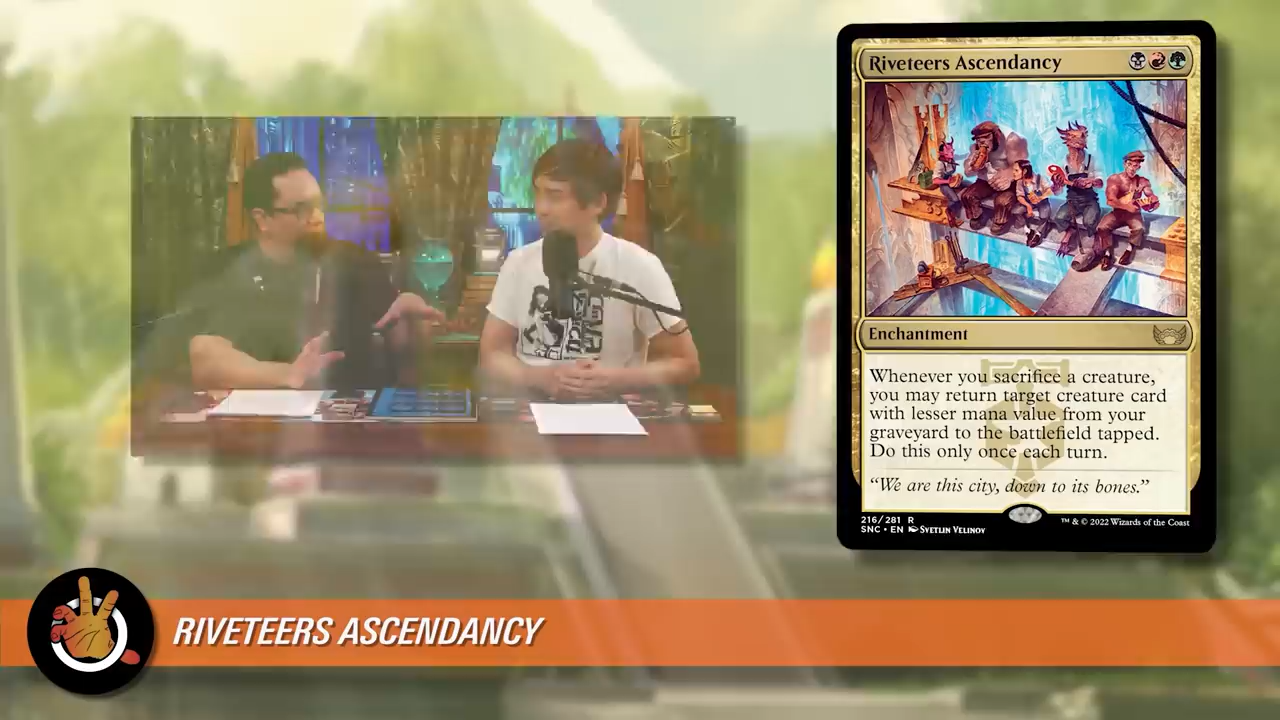 Riveteers Ascendancy
Enchantment
Whenever you sacrifice a creature,
you may return target creature card
with lesser mana value from your
graveyard to the battlefield tapped.
Do this only once each turn.
“We are this city, down to its bones.”
216/281 R
SNC • EN Svetlin Velinov
™ & © 2022 Wizards of the Coast
RIVETEERS ASCENDANCY